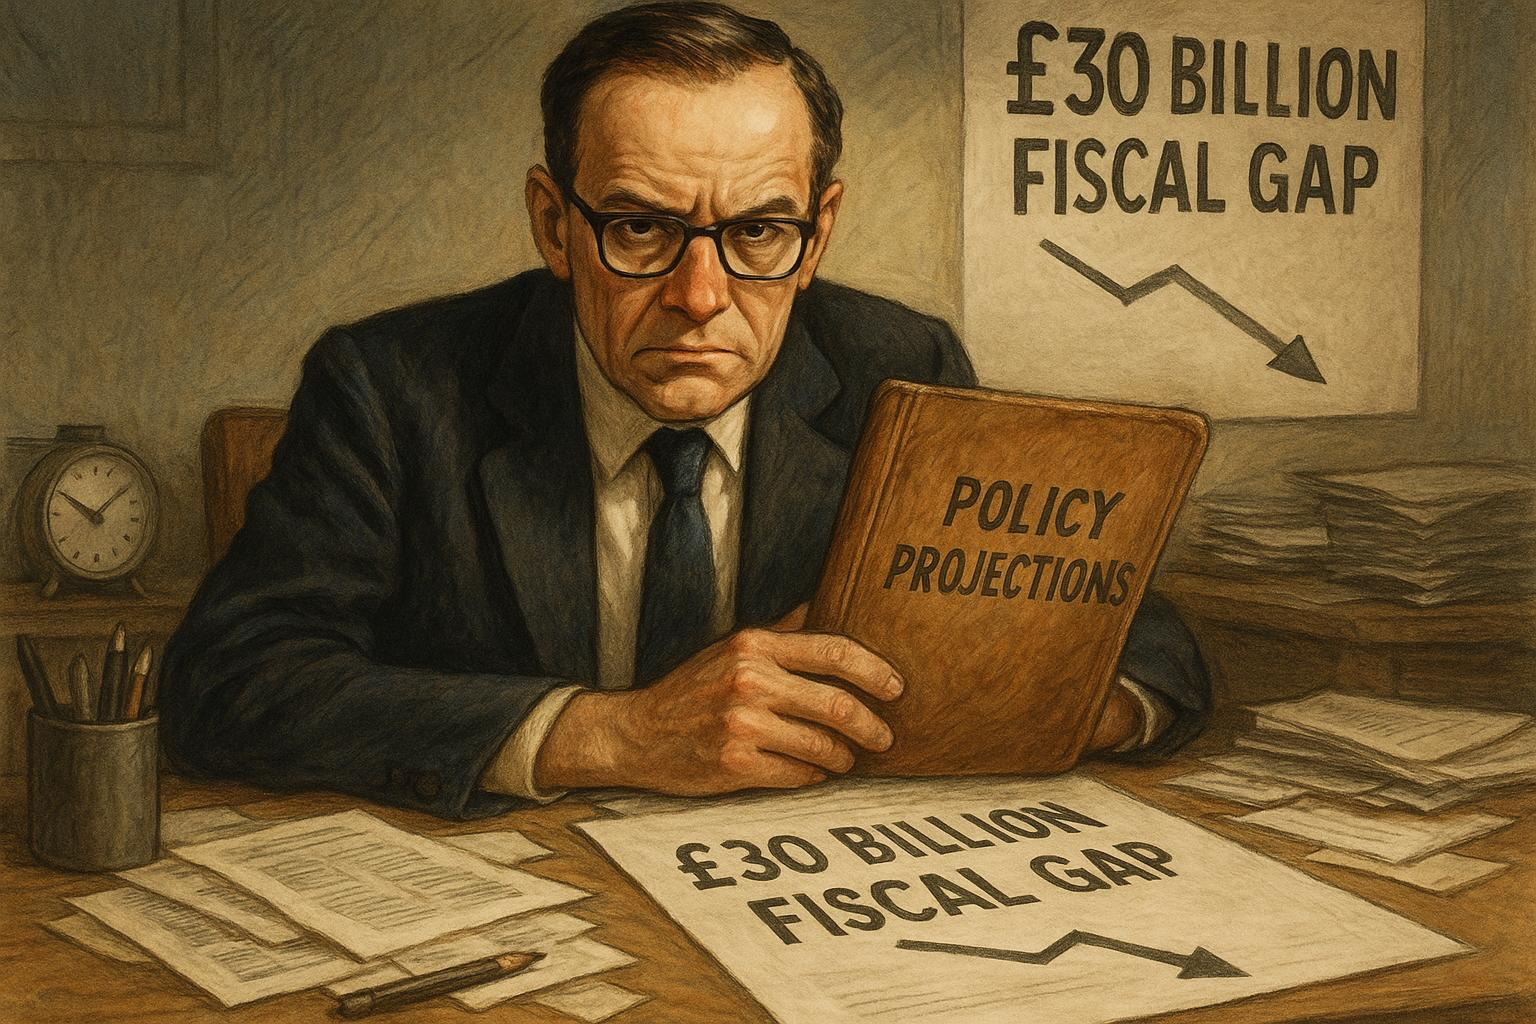 £30 BILLION
FISCAL GAP
POLICY
PROJECTIONS
£30 BILLION
FISCAL GAP